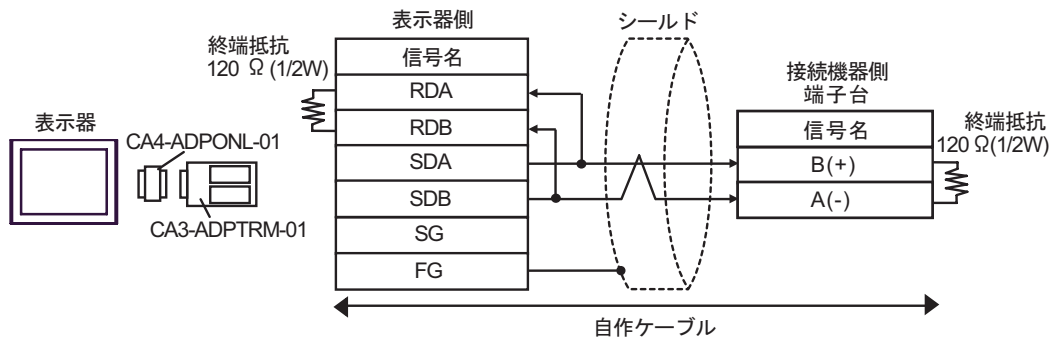 表示器側
シールド
終端抵抗
120 Ω (1/2W)
信号名
RDA
RDB
SDA
SDB
SG
FG
接続機器側
端子台
信号名
B(+)
A(-)
終端抵抗
120 Ω(1/2W)
表示器
CA4-ADPONL-01
CA3-ADPTRM-01
自作ケーブル